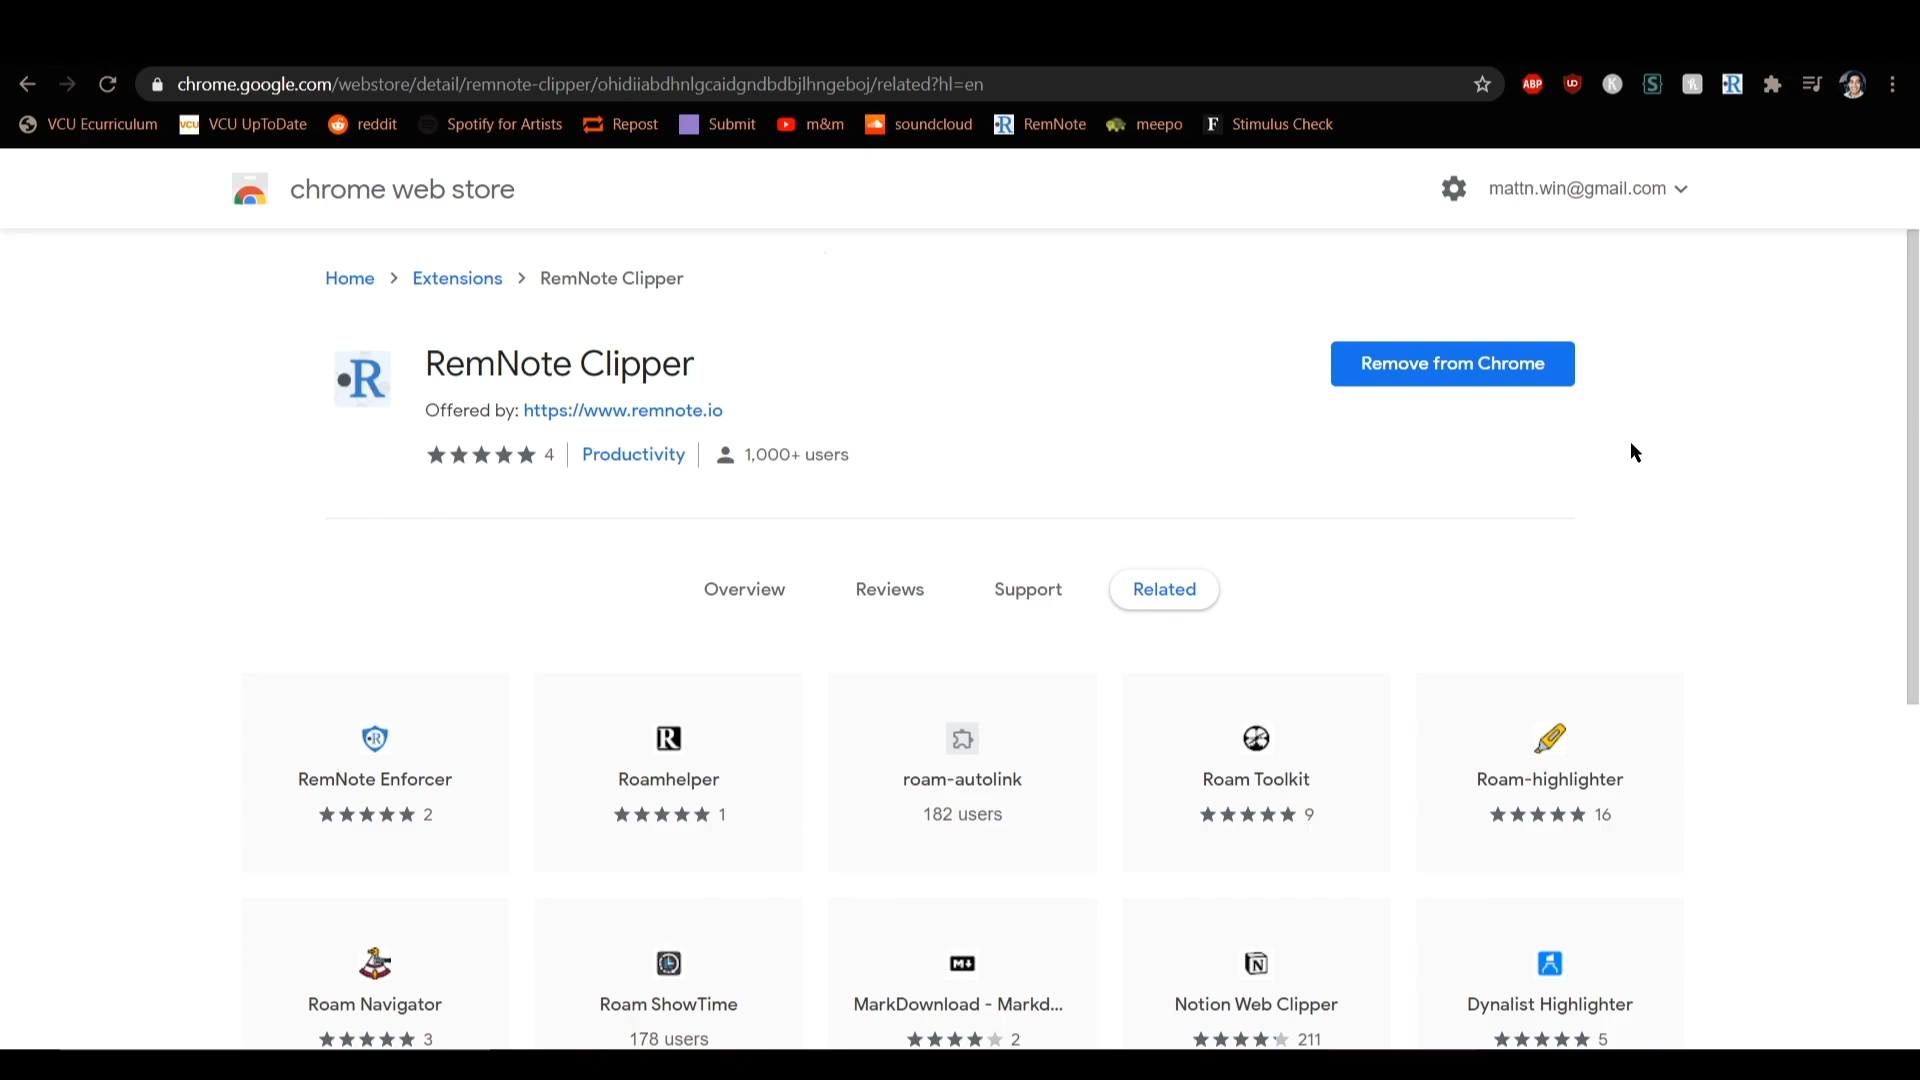 chrome.google.com/webstore/detail/remnote-clipper/ohidiiabdhnlgcaidgndbdbjlhngeboj/related?hl=en
ABP
UD
K
S
R
VCU Ecurriculum
VCU
VCU UpToDate
reddit
Spotify for Artists
Repost
Submit
m&m
soundcloud
R
RemNote
meepo
F
Stimulus Check
chrome web store
mattn.win@gmail.com
Home > Extensions > RemNote Clipper
R
RemNote Clipper
Remove from Chrome
Offered by: https://www.remnote.io
4
Productivity
1,000+ users
Overview
Reviews
Support
Related
R
RemNote Enforcer
2
R
Roamhelper
1
roam-autolink
182 users
Roam Toolkit
9
Roam-highlighter
16
Roam Navigator
3
Roam ShowTime
178 users
M
MarkDownload - Markd...
2
N
Notion Web Clipper
211
Dynalist Highlighter
5